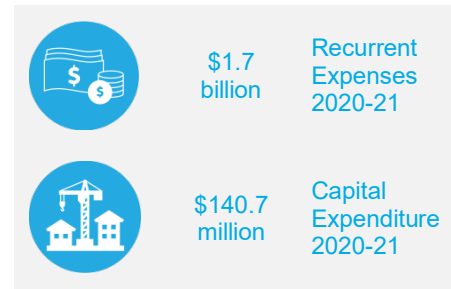 $
$
$1.7
billion
Recurrent
Expenses
2020-21
$140.7
million
Capital
Expenditure
2020-21